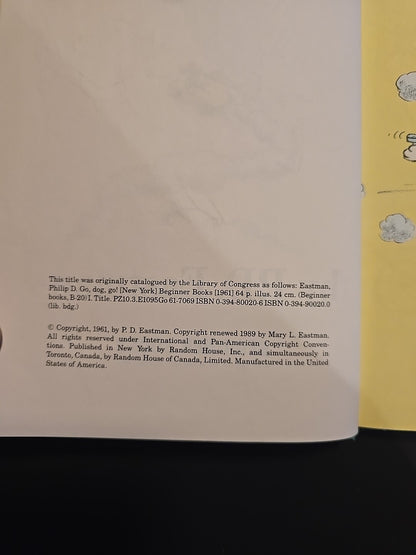 This title was originally catalogued by the Library of Congress as follows: Eastman,
Philip D. Go, dog, go! [New York] Beginner Books [1961] 64 p. illus. 24 cm. (Beginner
books, B-20) I. Title. PZ10.3.E1095Go 61-7069 ISBN 0-394-80020-6 ISBN 0-394-90020.0
(lib. bdg.)
© Copyright, 1961, by P. D. Eastman. Copyright renewed 1989 by Mary L. Eastman.
All rights reserved under International and Pan-American Copyright Conven-
tions. Published in New York by Random House, Inc., and simultaneously in
Toronto, Canada, by Random House of Canada, Limited. Manufactured in the United
States of America.